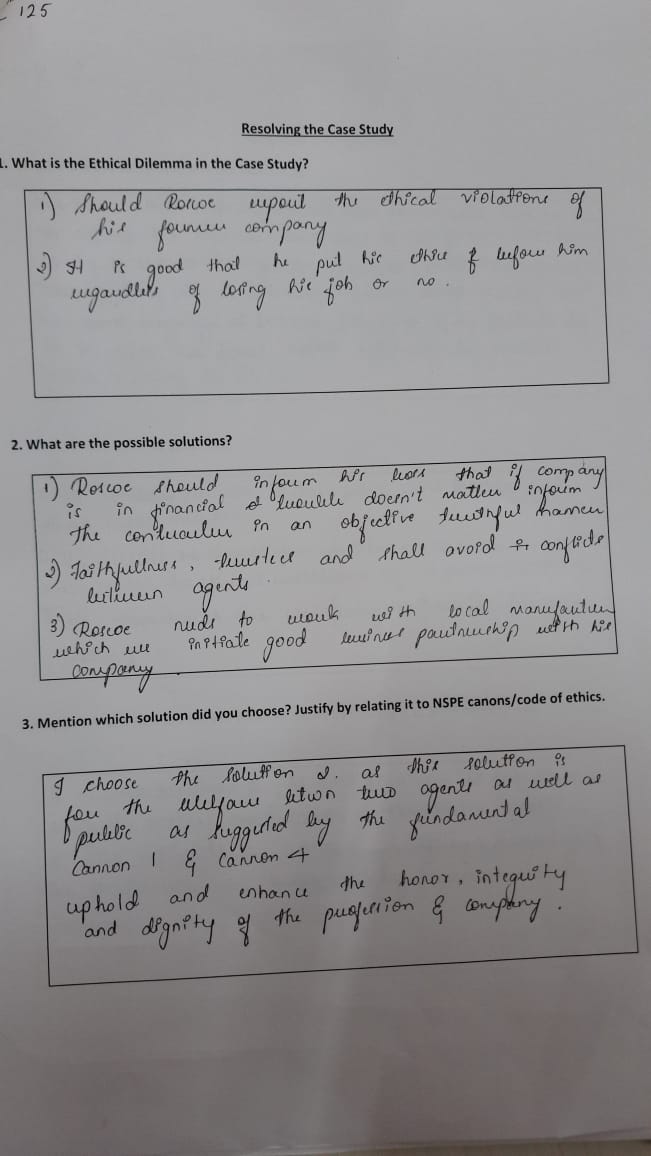 125
Resolving the Case Study
1. What is the Ethical Dilemma in the Case Study?
1) Should Roscoe report the ethical violations of
his former company
2) It is good that he put his ethics before him
regardless of losing his job or no.
2. What are the possible solutions?
1) Roscoe should inform his boss that if company
is in financial trouble doesn't matter inform
the contractor in an objective truthful manner
2) Faithfullness, trustees and shall avoid conflicts
between agents
3) Roscoe needs to work with local manufacturer
which we initiate good business partnership with his
company
3. Mention which solution did you choose? Justify by relating it to NSPE canons/code of ethics.
I choose the solution 2. as this solution is
for the welfare betwn two agents as well as
public as suggested by the fundamental
Cannon 1 & Cannon 4
uphold and enhance the honor, integrity
and dignity of the profession & company.